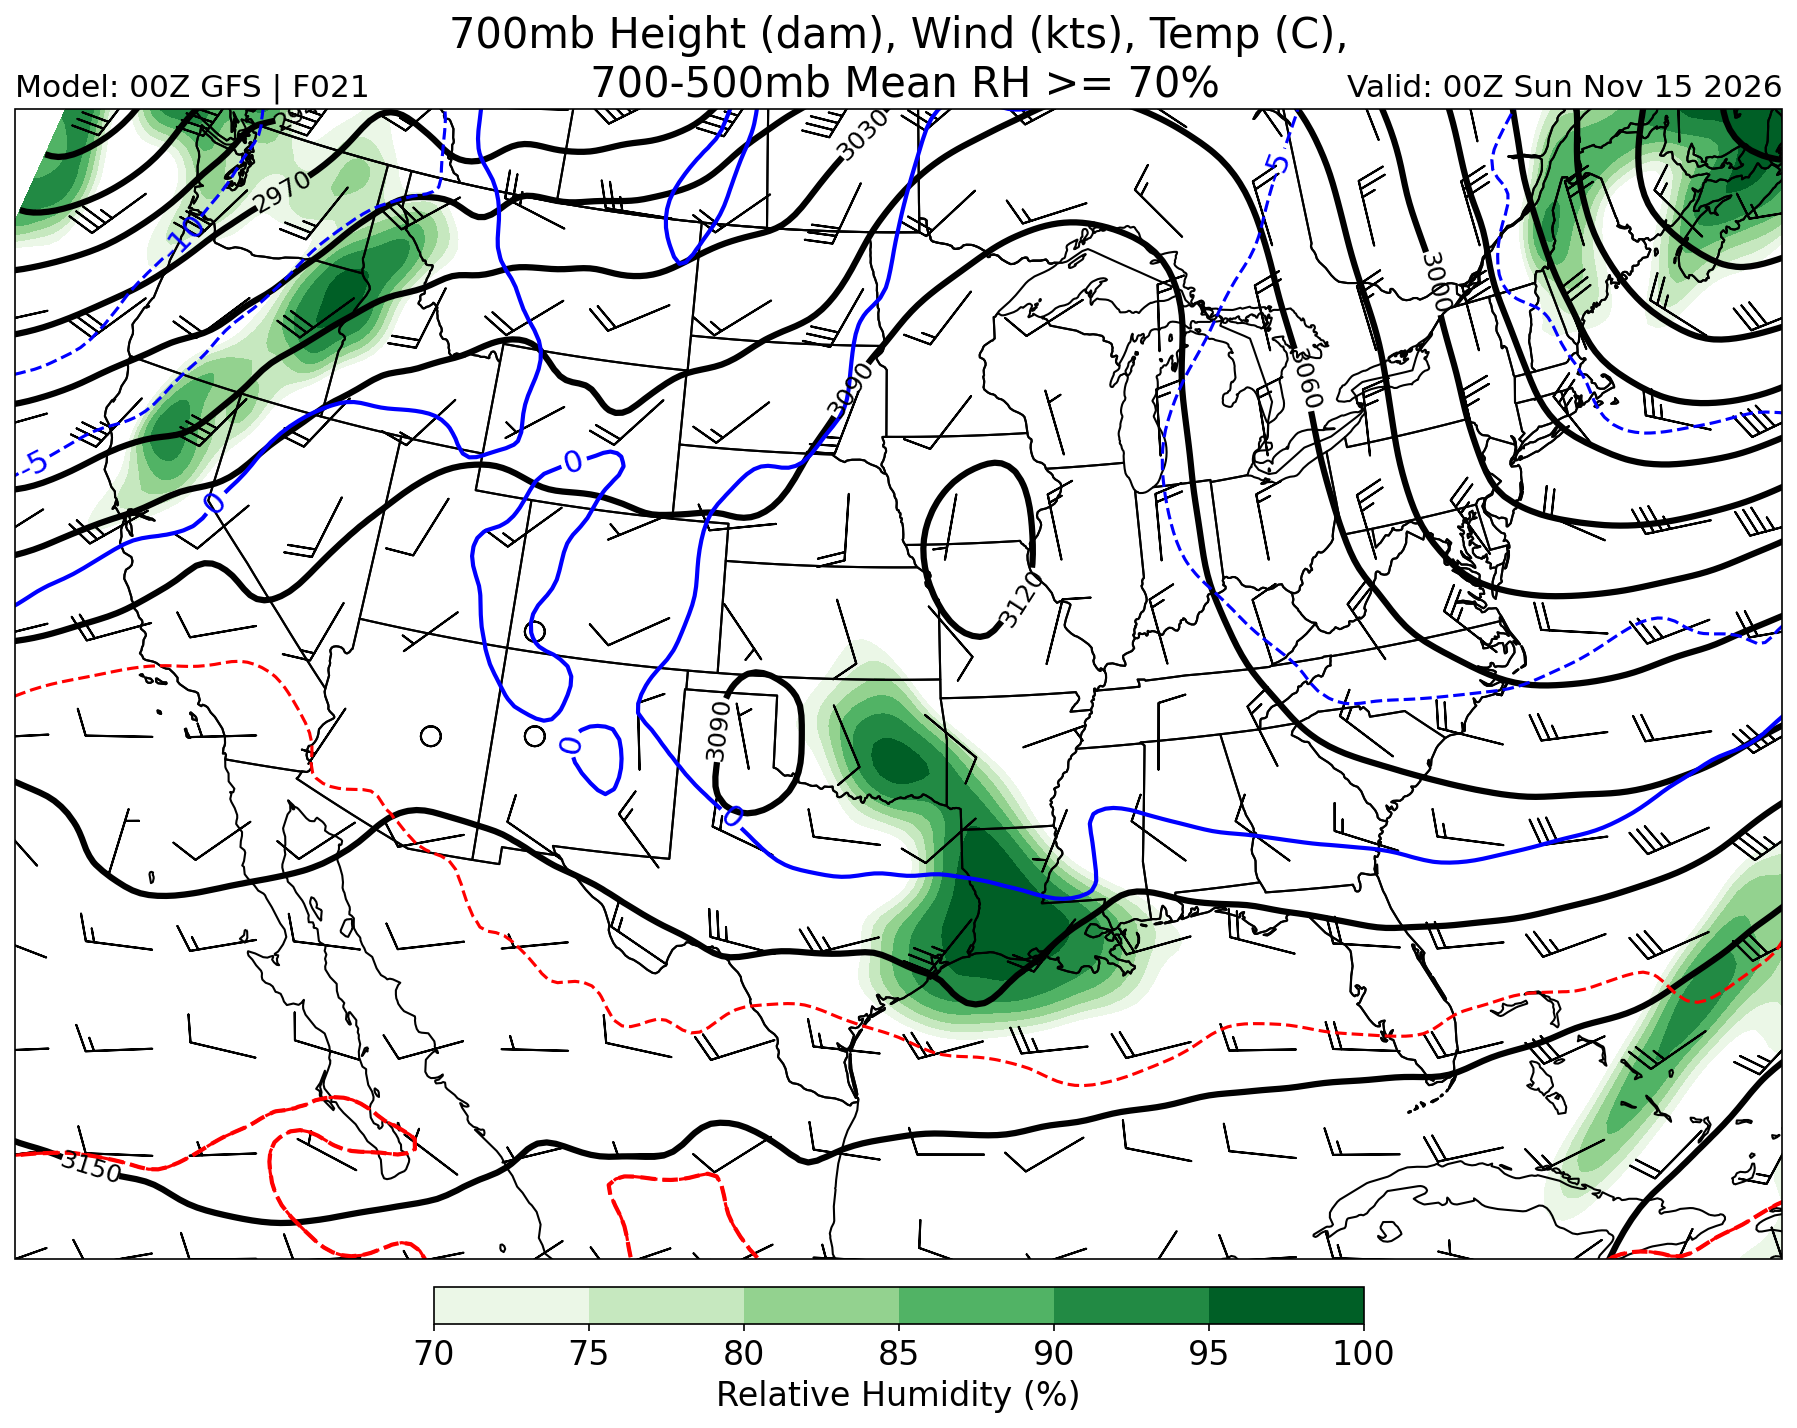 700mb Height (dam), Wind (kts), Temp (C),
700-500mb Mean RH >= 70%
Model: 00Z GFS | F021
Valid: 00Z Sun Nov 15 2026
3030
2970
-10
-5
3000
3060
3090
-5
0
0
3120
3090
0
0
3150
70 75 80 85 90 95 100
Relative Humidity (%)